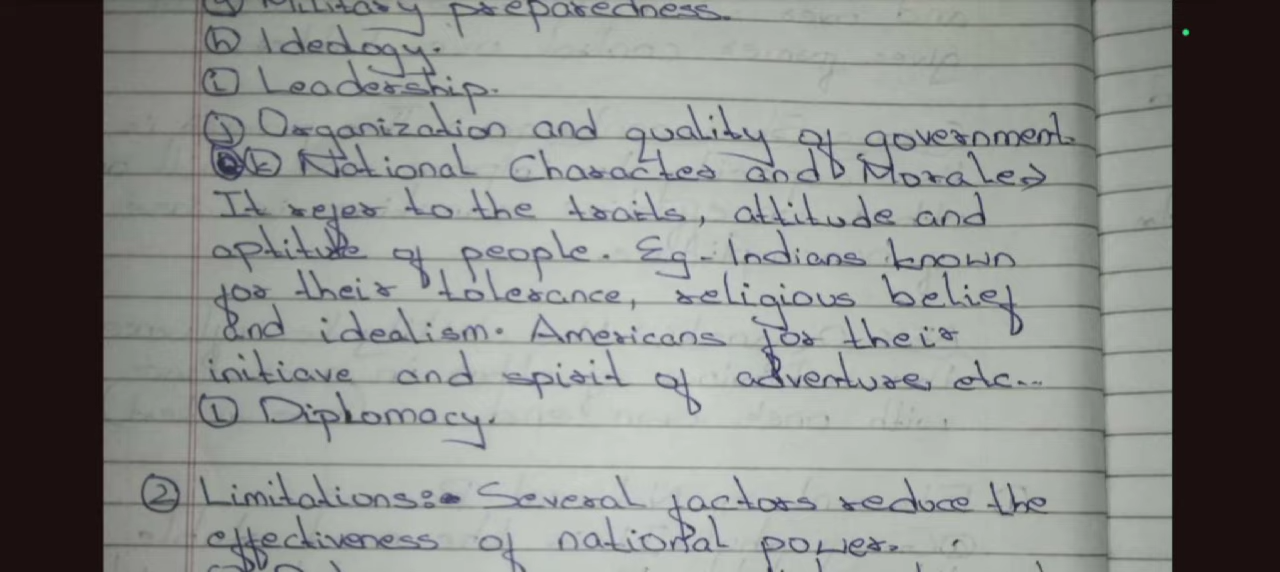 g) Military preparedness.
(h) Ideology.
(i) Leadership.
(j) Organization and quality of government.
(k) National Character and Morale→
It refer to the traits, attitude and
aptitude of people. Eg - Indians known
for their tolerance, religious belief
and idealism. Americans for their
initiave and spirit of adventure, etc...
(l) Diplomacy.
(2) Limitations:- Several factors reduce the
effectiveness of national power.